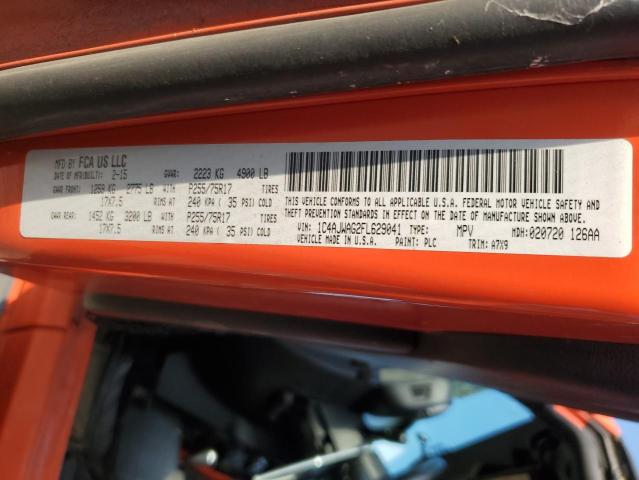 MFD BY FCA US LLC
DATE OF MFR(BUILT): 2-15 GVWR: 2223 KG 4900 LB
GAWR FRONT: 1259 KG 2775 LB WITH P255/75R17 TIRES
17X7.5 RIMS AT 240 KPA ( 35 PSI) COLD
GAWR REAR: 1452 KG 3200 LB WITH P255/75R17 TIRES
17X7.5 RIMS AT 240 KPA ( 35 PSI) COLD
THIS VEHICLE CONFORMS TO ALL APPLICABLE U.S.A. FEDERAL MOTOR VEHICLE SAFETY AND
THEFT PREVENTION STANDARDS IN EFFECT ON THE DATE OF MANUFACTURE SHOWN ABOVE.
VIN: 1C4AJWAG2FL629041 TYPE: MPV MDH: 020720 126AA
VEHICLE MADE IN U.S.A. PAINT: PLC TRIM: A7X9